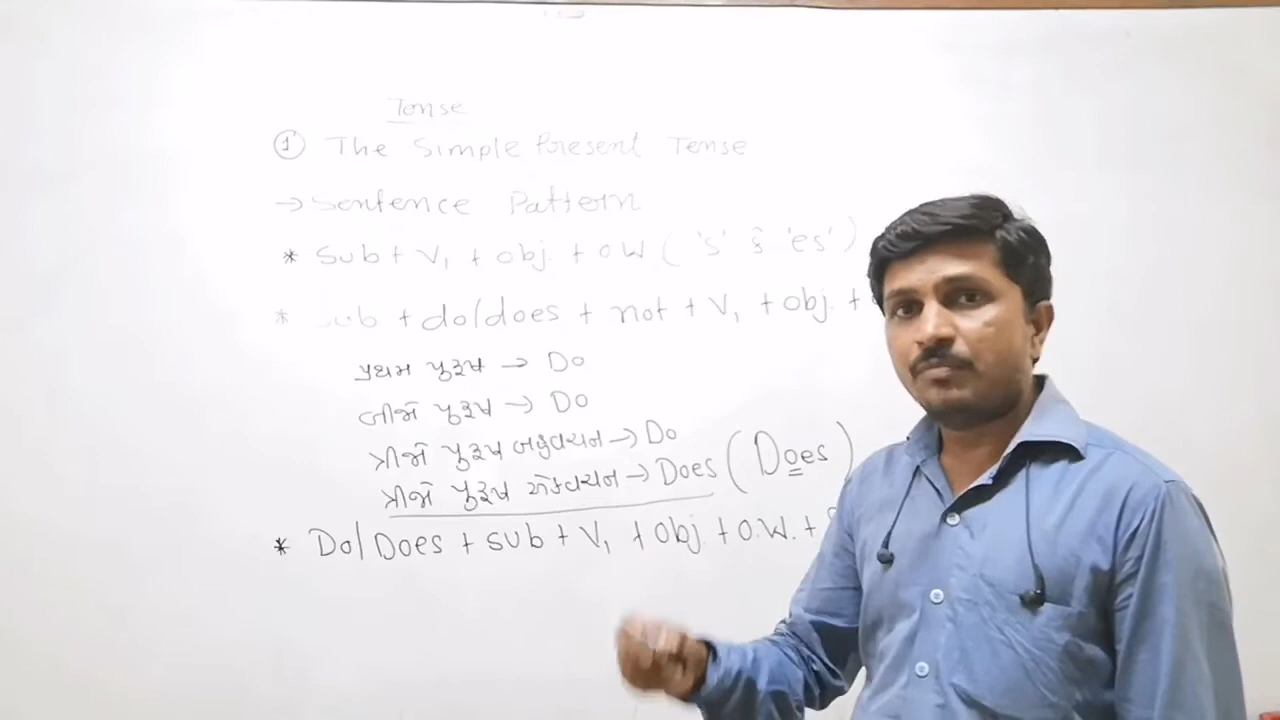 Tense
① The Simple Present Tense
→ Sentence Pattern
* Sub + V₁ + obj. + OW ( 's' & 'es' )
* Sub + do/does + not + V₁ + obj. +
પ્રથમ પુરૂષ → Do
બીજો પુરૂષ → Do
ત્રીજો પુરૂષ બહુવચન → Do
ત્રીજો પુરૂષ એકવચન → Does (Does)
* Do/Does + sub + V₁ + obj. + O.W. +